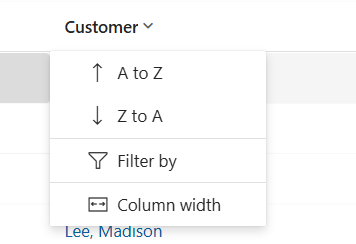 Customer
A to Z
Z to A
Filter by
Column width
Lee, Madison